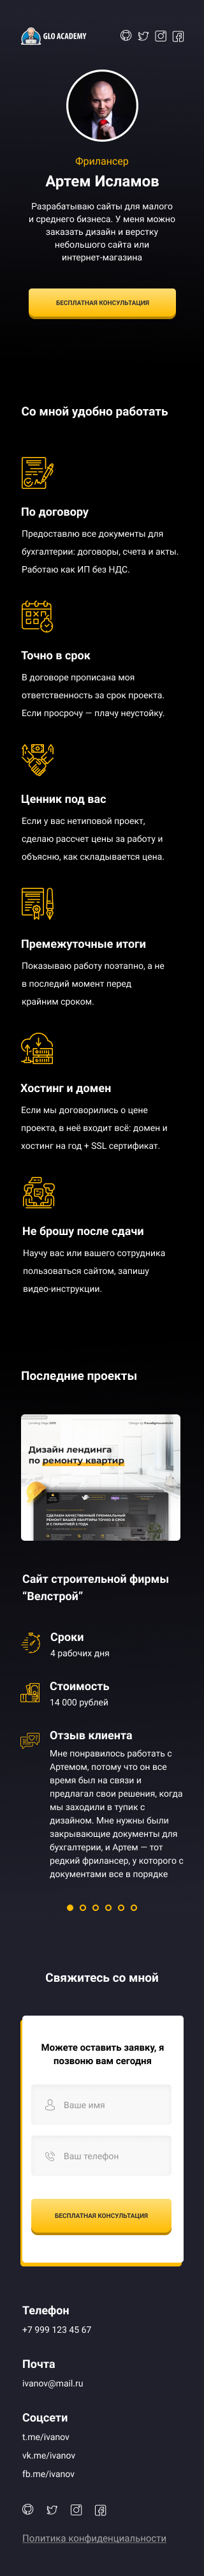 GLO ACADEMY
Фрилансер
Артем Исламов
Разрабатываю сайты для малого
и среднего бизнеса. У меня можно
заказать дизайн и верстку
небольшого сайта или
интернет-магазина
БЕСПЛАТНАЯ КОНСУЛЬТАЦИЯ
Со мной удобно работать
По договору
Предоставлю все документы для
бухгалтерии: договоры, счета и акты.
Работаю как ИП без НДС.
Точно в срок
В договоре прописана моя
ответственность за срок проекта.
Если просрочу — плачу неустойку.
Ценник под вас
Если у вас нетиповой проект,
сделаю рассчет цены за работу и
объясню, как складывается цена.
Премежуточные итоги
Показываю работу поэтапно, а не
в последий момент перед
крайним сроком.
Хостинг и домен
Если мы договорились о цене
проекта, в неё входит всё: домен и
хостинг на год + SSL сертификат.
Не брошу после сдачи
Научу вас или вашего сотрудника
пользоваться сайтом, запишу
видео-инструкции.
Последние проекты
Дизайн лендинга
по ремонту квартир
Сайт строительной фирмы
“Велстрой”
Сроки
4 рабочих дня
Стоимость
14 000 рублей
Отзыв клиента
Мне понравилось работать с
Артемом, потому что он все
время был на связи и
предлагал свои решения, когда
мы заходили в тупик с
дизайном. Мне нужны были
закрывающие документы для
бухгалтерии, и Артем — тот
редкий фрилансер, у которого с
документами все в порядке
Свяжитесь со мной
Можете оставить заявку, я
позвоню вам сегодня
Ваше имя
Ваш телефон
БЕСПЛАТНАЯ КОНСУЛЬТАЦИЯ
Телефон
+7 999 123 45 67
Почта
ivanov@mail.ru
Соцсети
t.me/ivanov
vk.me/ivanov
fb.me/ivanov
Политика конфиденциальности